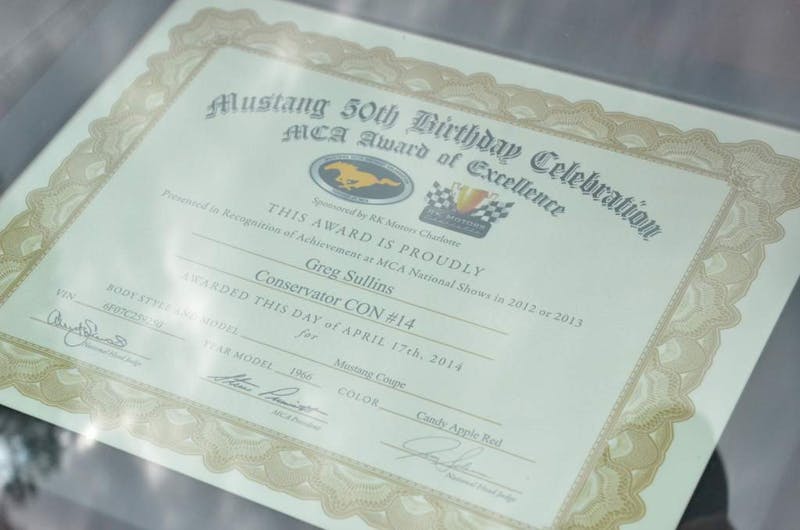 Mustang 50th Birthday Celebration
MCA Award of Excellence
RK MOTORS
Sponsored by RK Motors Charlotte
THIS AWARD IS PROUDLY
Presented in Recognition of Achievement at MCA National Shows in 2012 or 2013
Greg Sullins
Conservator CON #14
AWARDED THIS DAY of APRIL 17th, 2014
for
BODY STYLE AND MODEL Mustang Coupe
VIN
YEAR MODEL 1966 COLOR Candy Apple Red
National Head Judge
MCA President
National Head Judge